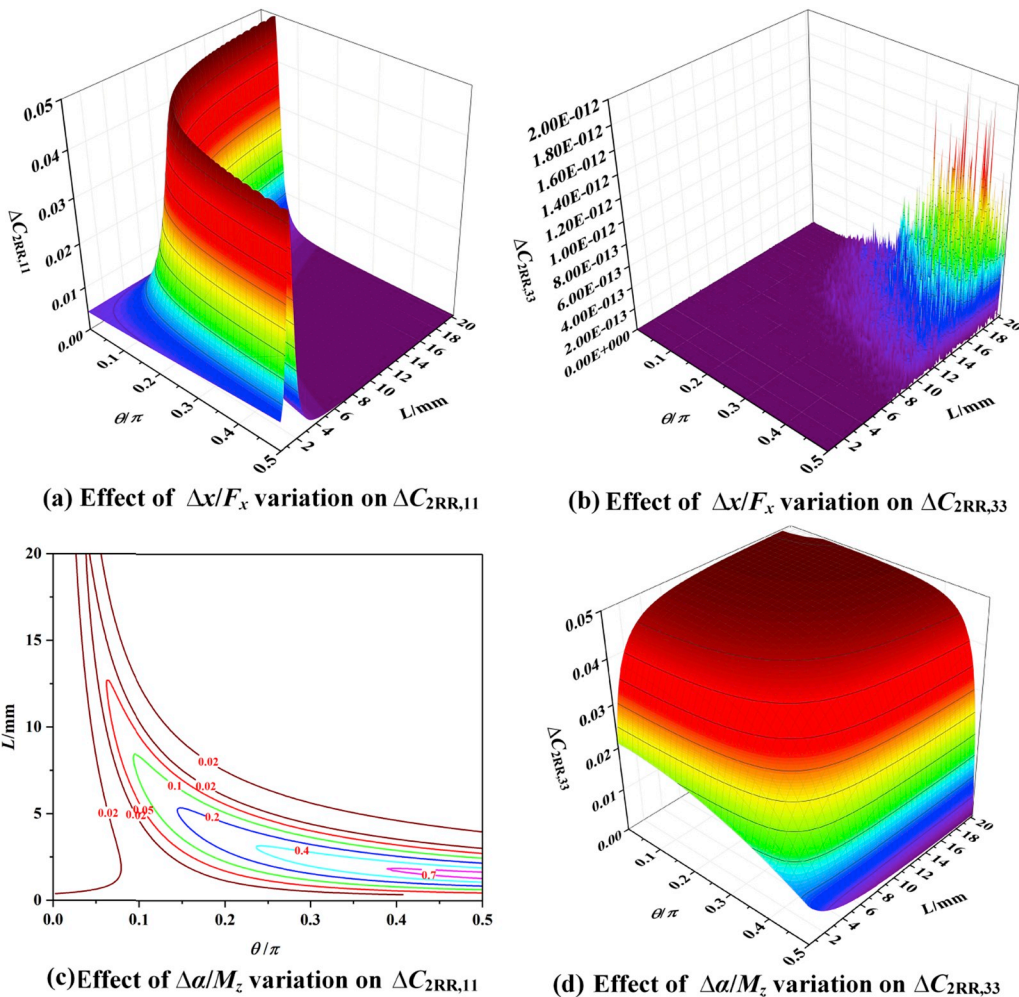 0.05
0.04
0.03
0.02
0.01
0.00
ΔC2RR,11
0.1
0.2
0.3
0.4
0.5
θ/π
2
4
6
8
10
12
14
16
18
20
L/mm
(a) Effect of Δx/Fx variation on ΔC2RR,11
2.00E-012
1.80E-012
1.60E-012
1.40E-012
1.20E-012
1.00E-012
8.00E-013
6.00E-013
4.00E-013
2.00E-013
0.00E+000
ΔC2RR,33
0.1
0.2
0.3
0.4
0.5
θ/π
2
4
6
8
10
12
14
16
18
20
L/mm
(b) Effect of Δx/Fx variation on ΔC2RR,33
20
15
10
5
0
L/mm
0.02
0.1
0.02
0.02
0.05
0.02
0.2
0.4
0.7
0.0
0.1
0.2
0.3
0.4
0.5
θ/π
(c)Effect of Δα/Mz variation on ΔC2RR,11
0.05
0.04
0.03
0.02
0.01
0.00
ΔC2RR,33
0.1
0.2
0.3
0.4
0.5
θ/π
2
4
6
8
10
12
14
16
18
20
L/mm
(d) Effect of Δα/Mz variation on ΔC2RR,33